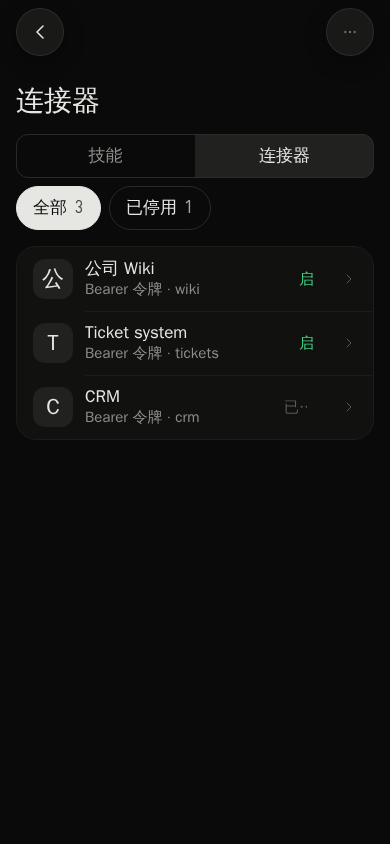 连接器
技能
连接器
全部 3
已停用 1
公
公司 Wiki
Bearer 令牌 · wiki
启
T
Ticket system
Bearer 令牌 · tickets
启
C
CRM
Bearer 令牌 · crm
已··